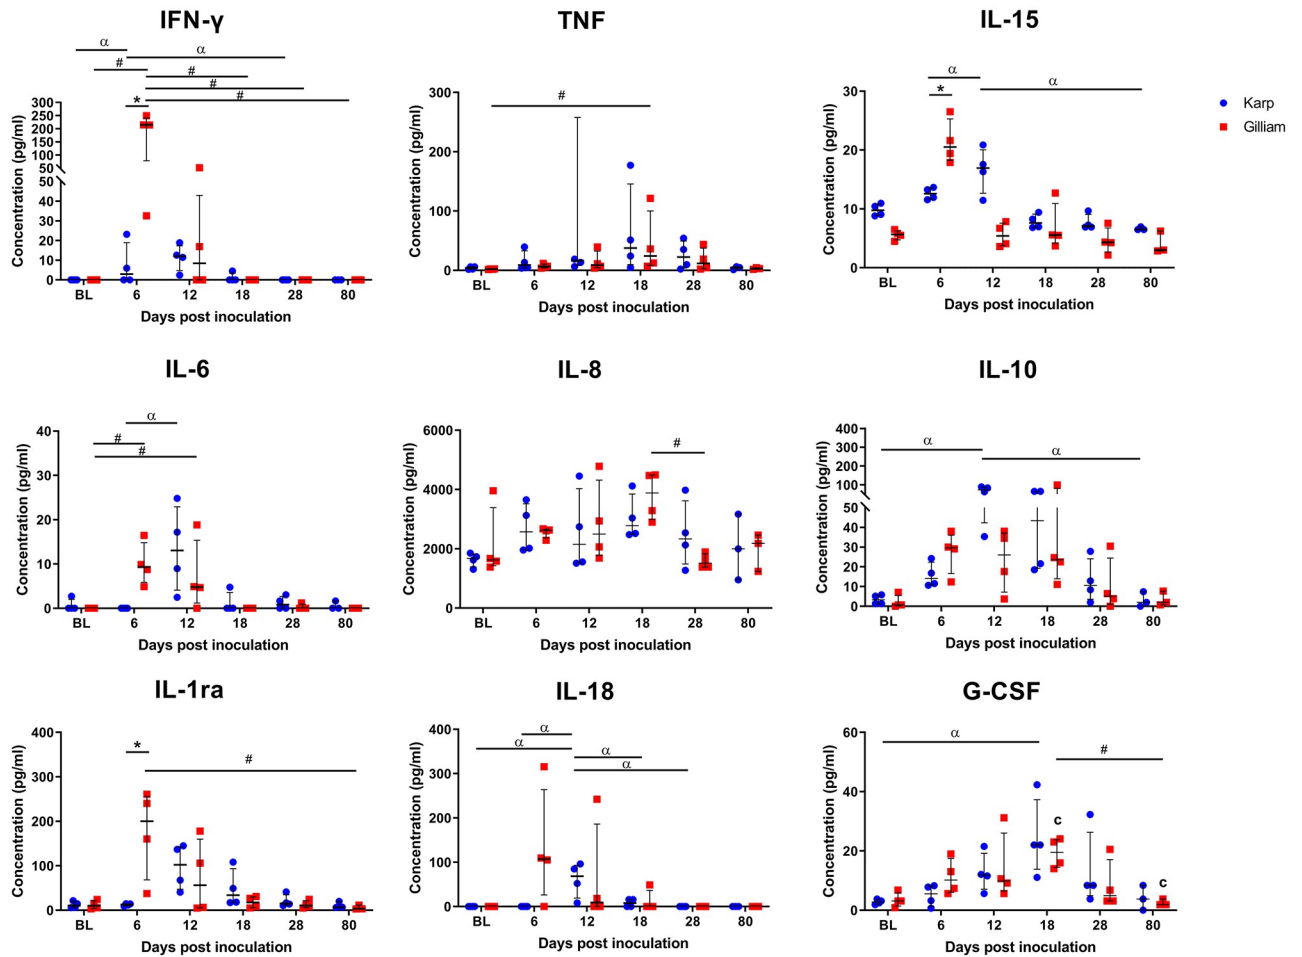 IFN-γ
α
α
#
#
#
#
*
Concentration (pg/ml)
300
250
200
150
100
50
50
40
30
20
10
0
BL 6 12 18 28 80
Days post inoculation
TNF
#
Concentration (pg/ml)
300
200
100
0
BL 6 12 18 28 80
Days post inoculation
IL-15
α
α
*
Concentration (pg/ml)
30
20
10
0
BL 6 12 18 28 80
Days post inoculation
Karp
Gilliam
IL-6
α
#
#
Concentration (pg/ml)
40
30
20
10
0
BL 6 12 18 28 80
Days post inoculation
IL-8
#
Concentration (pg/ml)
6000
4000
2000
0
BL 6 12 18 28 80
Days post inoculation
IL-10
α
α
Concentration (pg/ml)
400
300
200
100
50
40
30
20
10
0
BL 6 12 18 28 80
Days post inoculation
IL-1ra
*
#
Concentration (pg/ml)
400
300
200
100
0
BL 6 12 18 28 80
Days post inoculation
IL-18
α
α
α
α
Concentration (pg/ml)
400
300
200
100
0
BL 6 12 18 28 80
Days post inoculation
G-CSF
α
#
c
c
Concentration (pg/ml)
60
40
20
0
BL 6 12 18 28 80
Days post inoculation